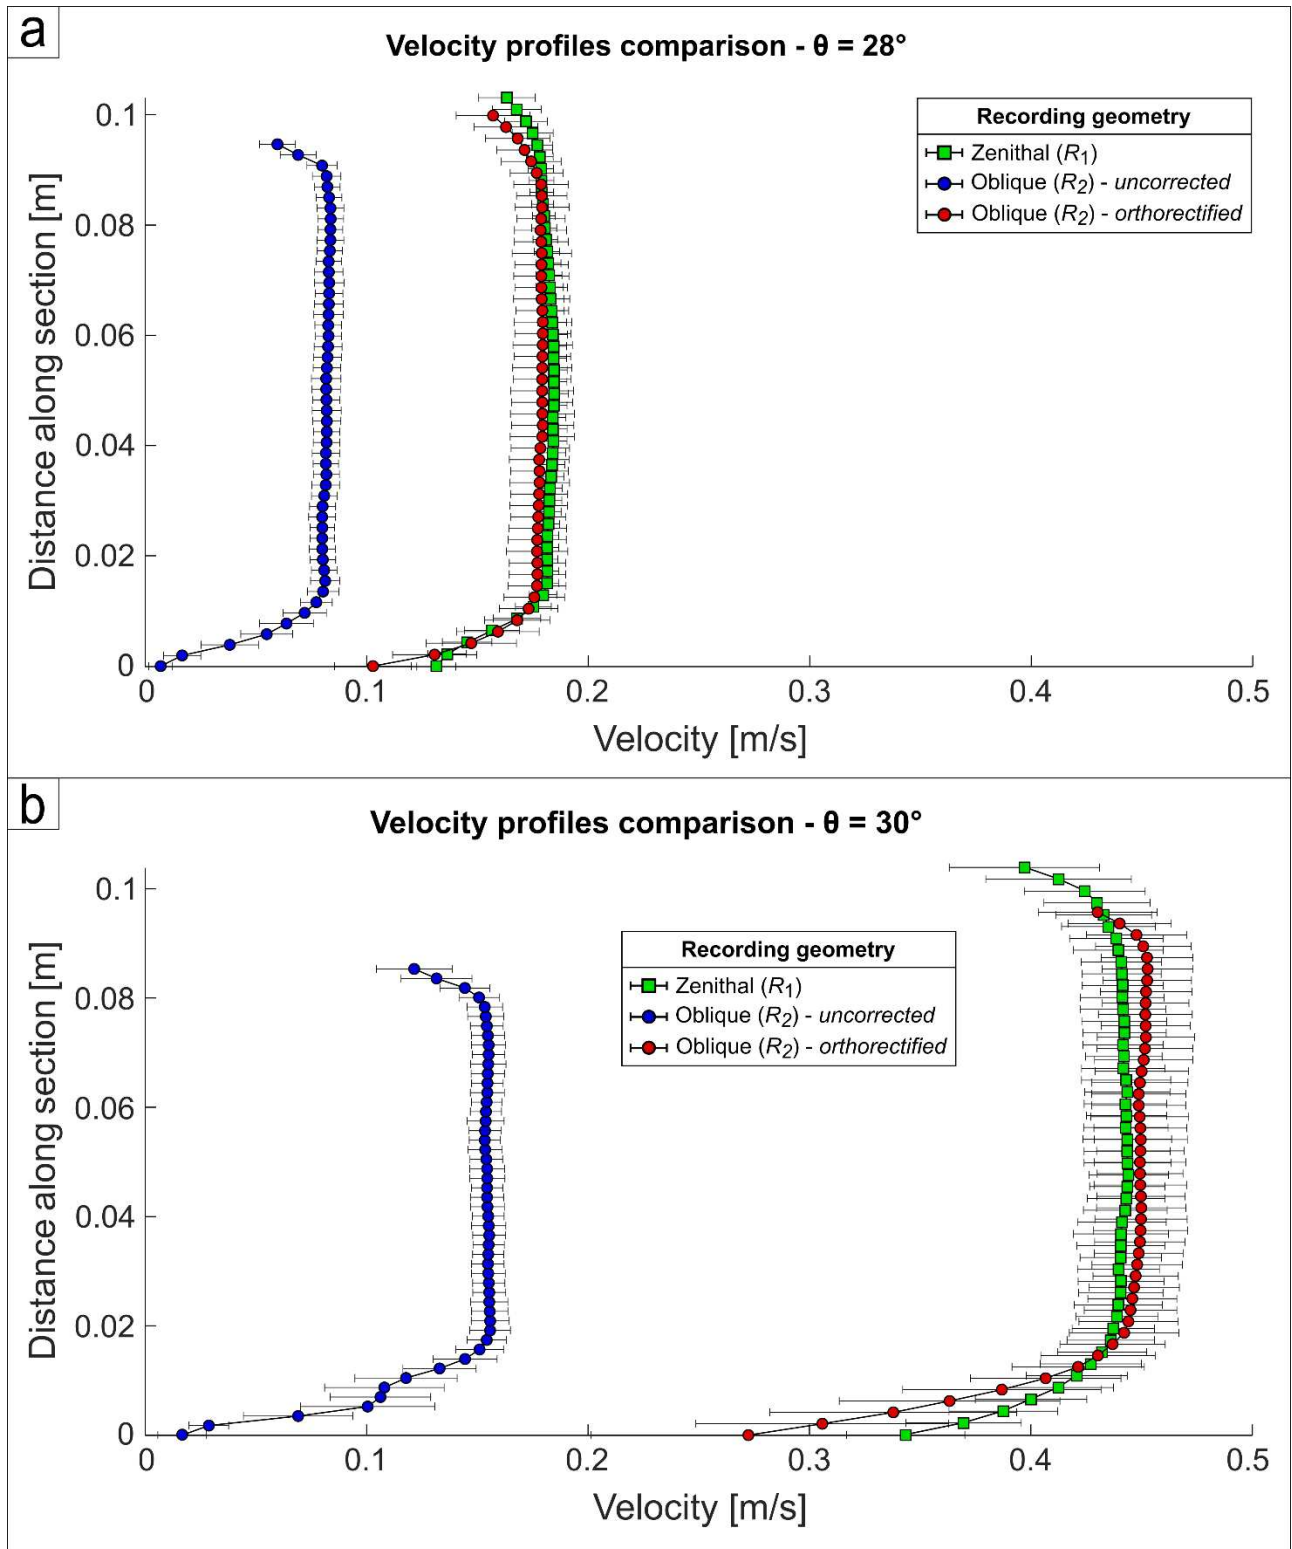 a
Velocity profiles comparison - θ = 28°
Recording geometry
Zenithal (R1)
Oblique (R2) - uncorrected
Oblique (R2) - orthorectified
Distance along section [m]
0.1
0.08
0.06
0.04
0.02
0
0 0.1 0.2 0.3 0.4 0.5
Velocity [m/s]
b
Velocity profiles comparison - θ = 30°
Recording geometry
Zenithal (R1)
Oblique (R2) - uncorrected
Oblique (R2) - orthorectified
Distance along section [m]
0.1
0.08
0.06
0.04
0.02
0
0 0.1 0.2 0.3 0.4 0.5
Velocity [m/s]